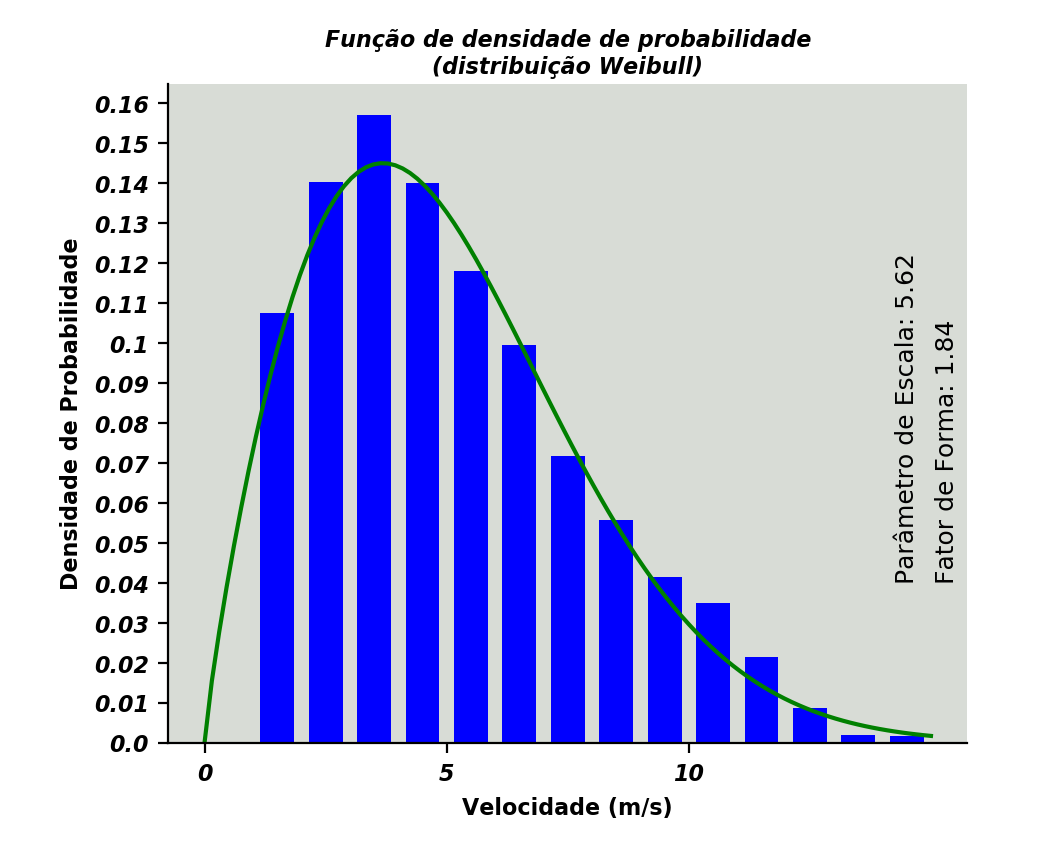 Função de densidade de probabilidade
(distribuição Weibull)
0.16
0.15
0.14
0.13
0.12
0.11
0.1
0.09
0.08
0.07
0.06
0.05
0.04
0.03
0.02
0.01
0.0
Densidade de Probabilidade
Parâmetro de Escala: 5.62
Fator de Forma: 1.84
0 5 10
Velocidade (m/s)